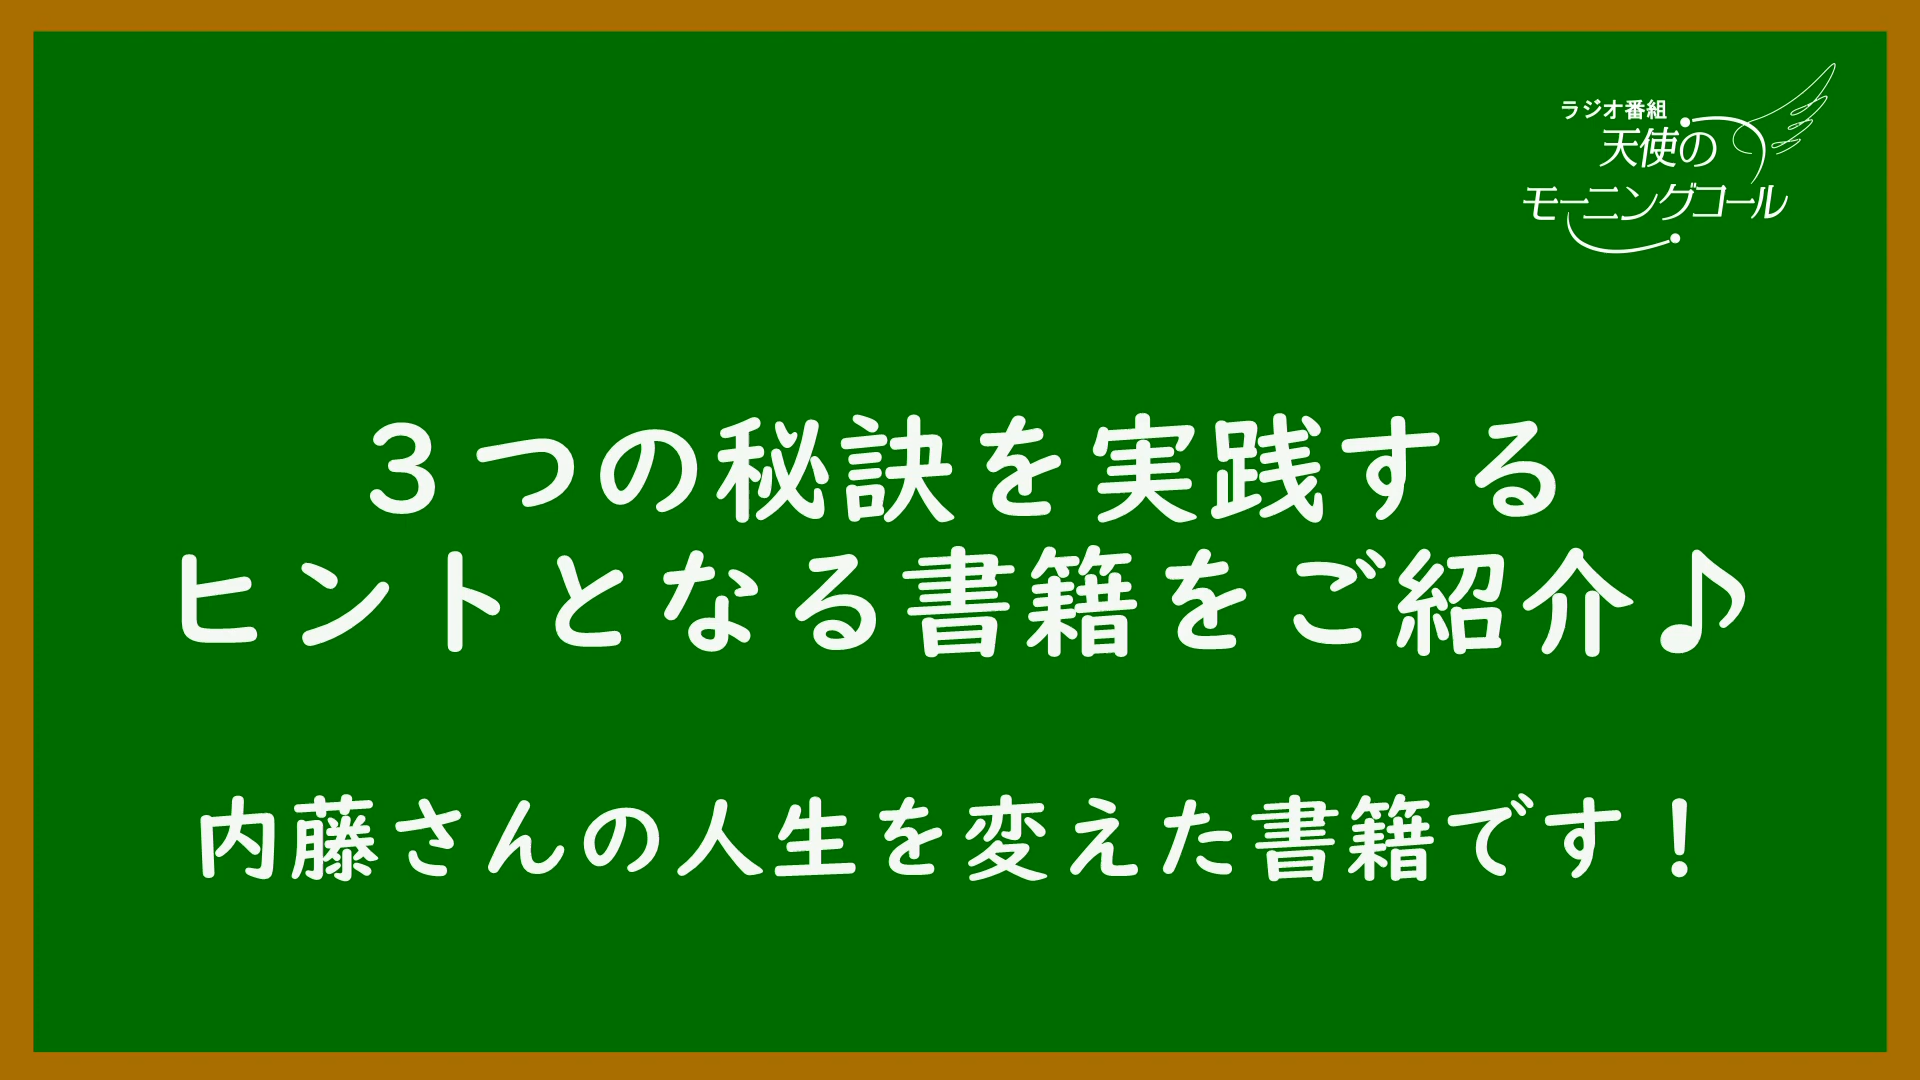 ラジオ番組
天使の
モーニングコール
３つの秘訣を実践する
ヒントとなる書籍をご紹介♪
内藤さんの人生を変えた書籍です！